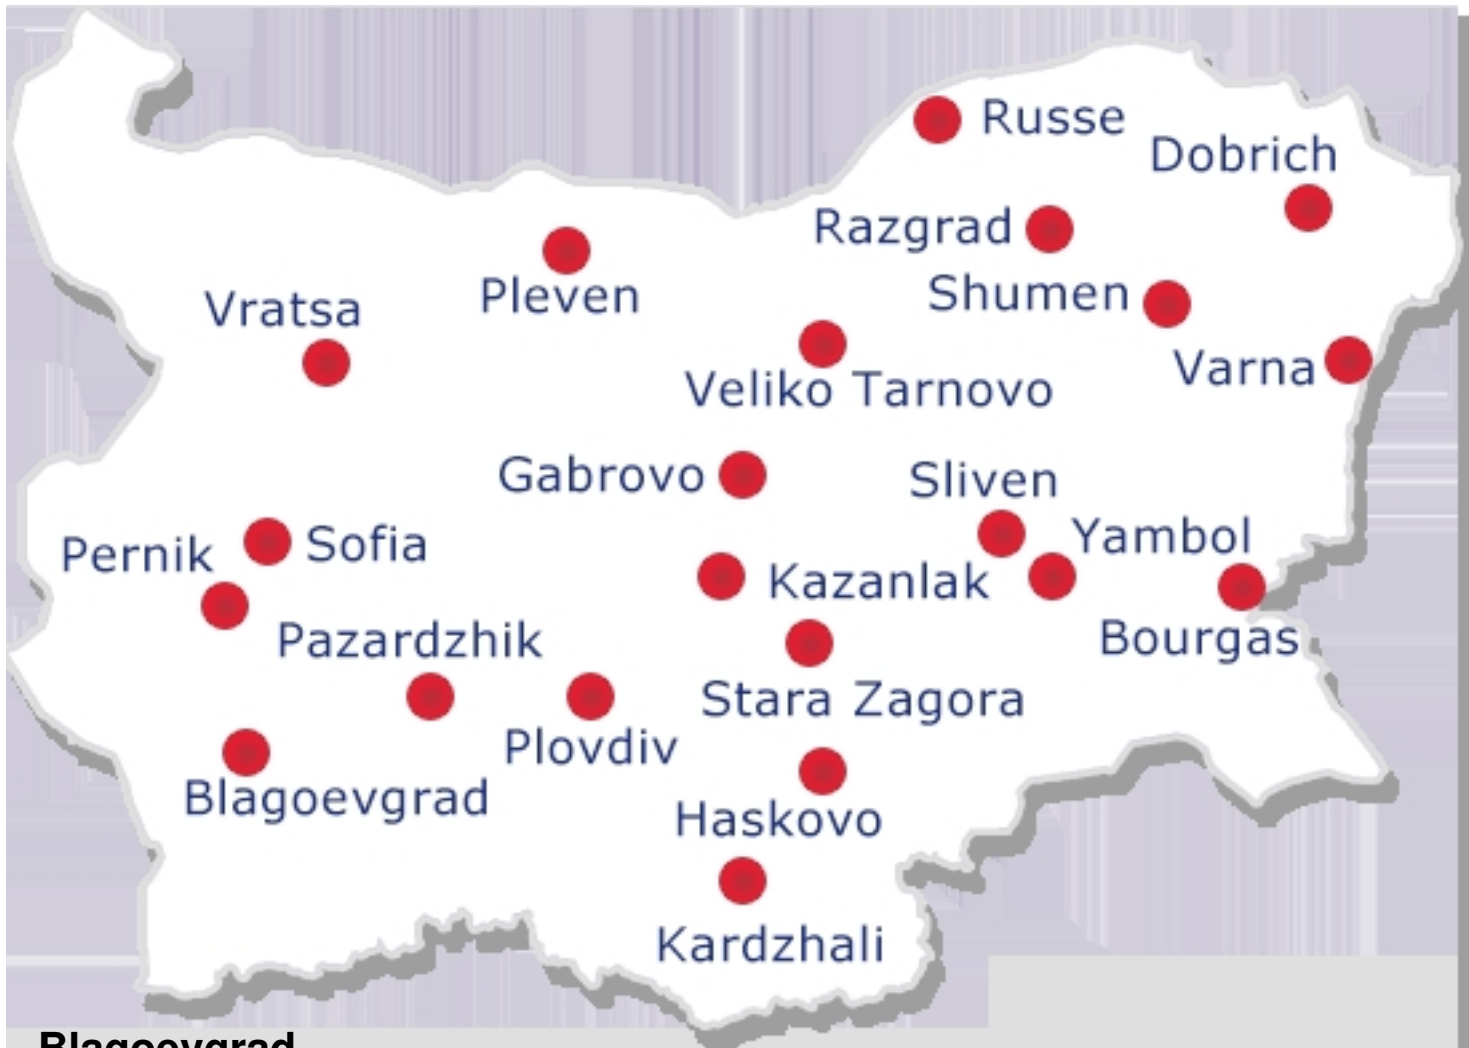 Russe
Dobrich
Razgrad
Pleven
Shumen
Vratsa
Varna
Veliko Tarnovo
Gabrovo
Sliven
Yambol
Sofia
Pernik
Kazanlak
Bourgas
Pazardzhik
Stara Zagora
Plovdiv
Blagoevgrad
Haskovo
Kardzhali
Blagoevgrad